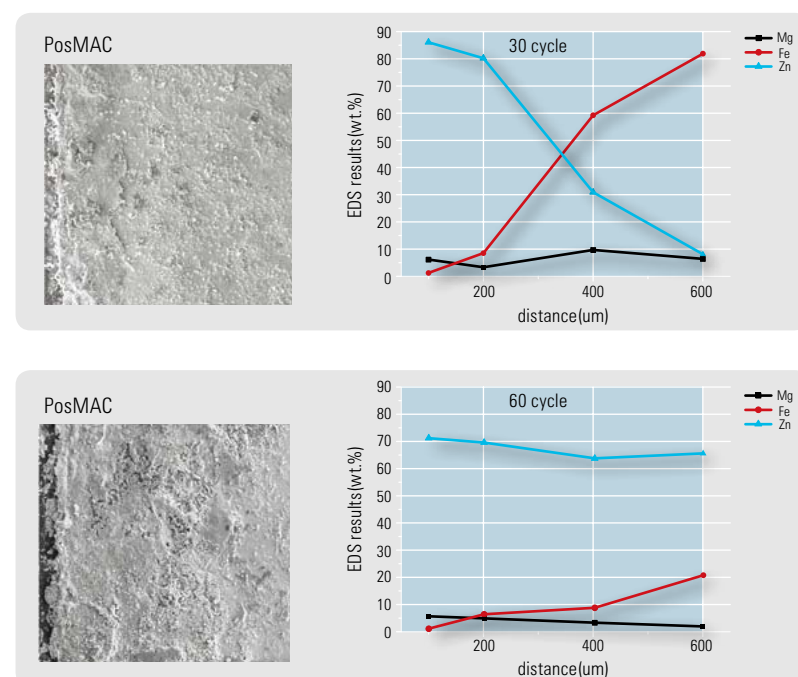 PosMAC
EDS results(wt.%)
90
80
70
60
50
40
30
20
10
0
30 cycle
Mg
Fe
Zn
200 400 600
distance(um)
PosMAC
EDS results(wt.%)
90
80
70
60
50
40
30
20
10
0
60 cycle
Mg
Fe
Zn
200 400 600
distance(um)